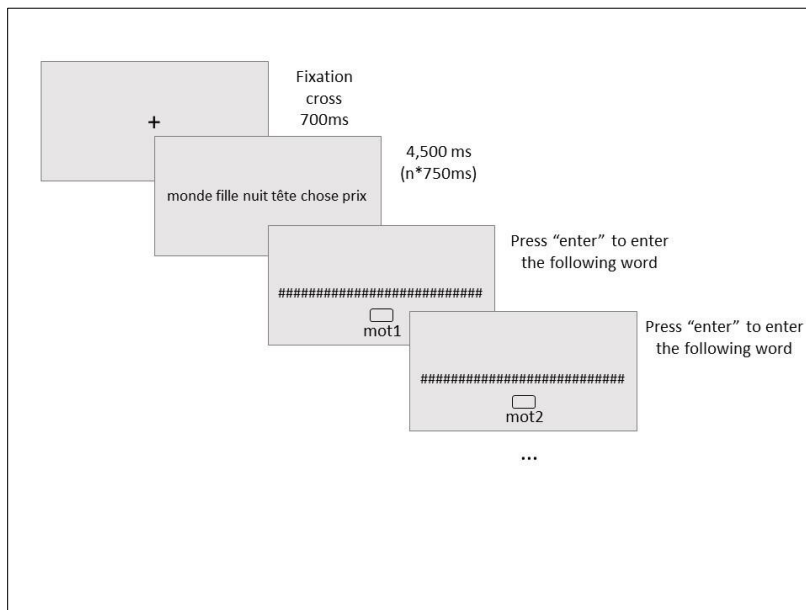 Fixation
cross
700ms
+
4,500 ms
(n*750ms)
monde fille nuit tête chose prix
Press “enter” to enter
the following word
###########################
mot1
Press “enter” to enter
the following word
###########################
mot2
...